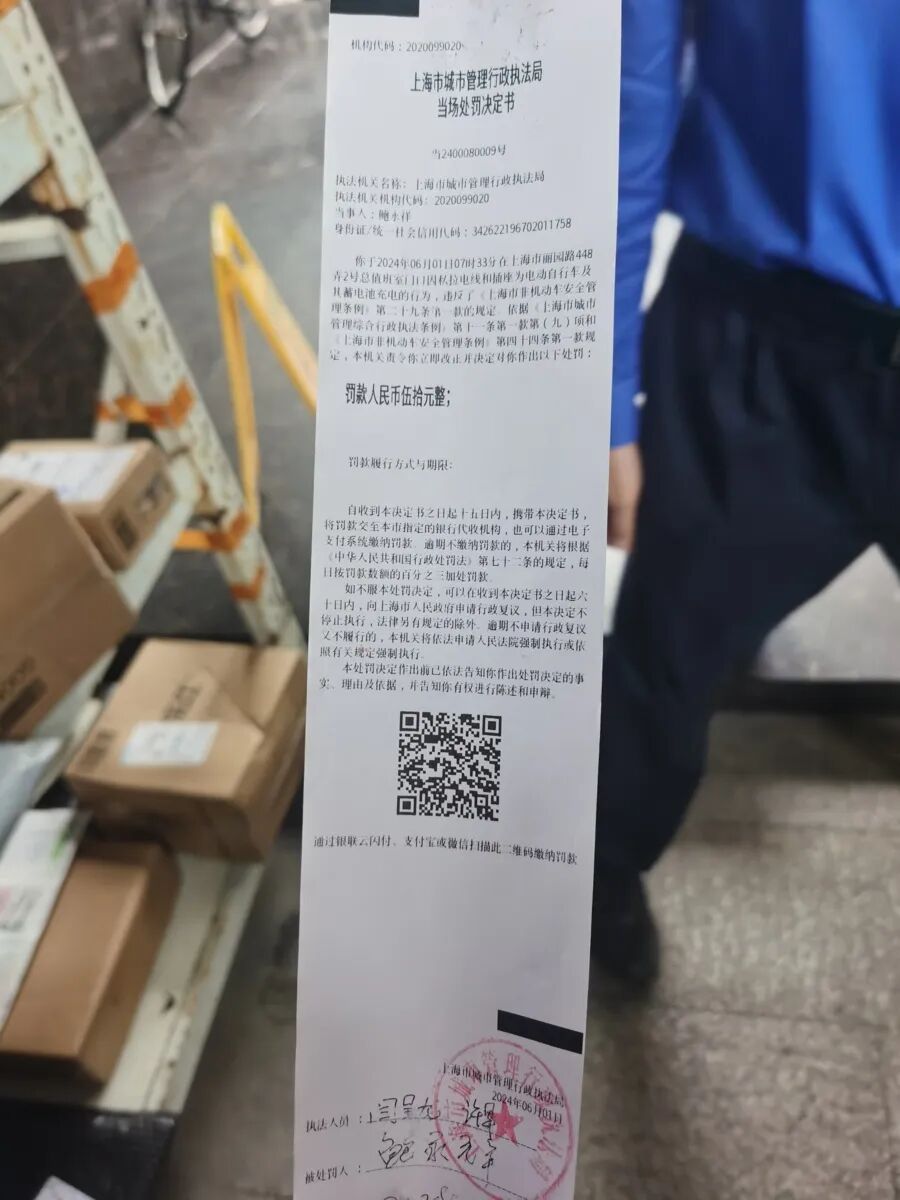 机构代码：2020099020
上海市城市管理行政执法局
当场处罚决定书
当2400080009号
执法机关名称：上海市城市管理行政执法局
执法机关机构代码：2020099020
当事人：鲍永祥
身份证/统一社会信用代码：342622196702011758
你于2024年06月01日07时33分在上海市丽园路448
弄2号总值班室门口因私拉电线和插座为电动自行车及
其蓄电池充电的行为，违反了《上海市非机动车安全管
理条例》第二十九条第一款的规定。依据《上海市城市
管理综合行政执法条例》第十一条第一款第（九）项和
《上海市非机动车安全管理条例》第四十四条第一款规
定，本机关责令你立即改正并决定对你作出以下处罚：
罚款人民币伍拾元整；
罚款履行方式与期限：
自收到本决定书之日起十五日内，携带本决定书，
将罚款交至本市指定的银行代收机构，也可以通过电子
支付系统缴纳罚款。逾期不缴纳罚款的，本机关将根据
《中华人民共和国行政处罚法》第七十二条的规定，每
日按罚款数额的百分之三加处罚款。
如不服本处罚决定，可以在收到本决定书之日起六
十日内，向上海市人民政府申请行政复议，但本决定不
停止执行，法律另有规定的除外。逾期不申请行政复议
又不履行的，本机关将依法申请人民法院强制执行或依
照有关规定强制执行。
本处罚决定作出前已依法告知你作出处罚决定的事
实、理由及依据，并告知你有权进行陈述和申辩。
通过银联云闪付、支付宝或微信扫描此二维码缴纳罚款
上海市城市管理行政执法局
2024年06月01日
执法人员：
被处罚人：鲍永祥